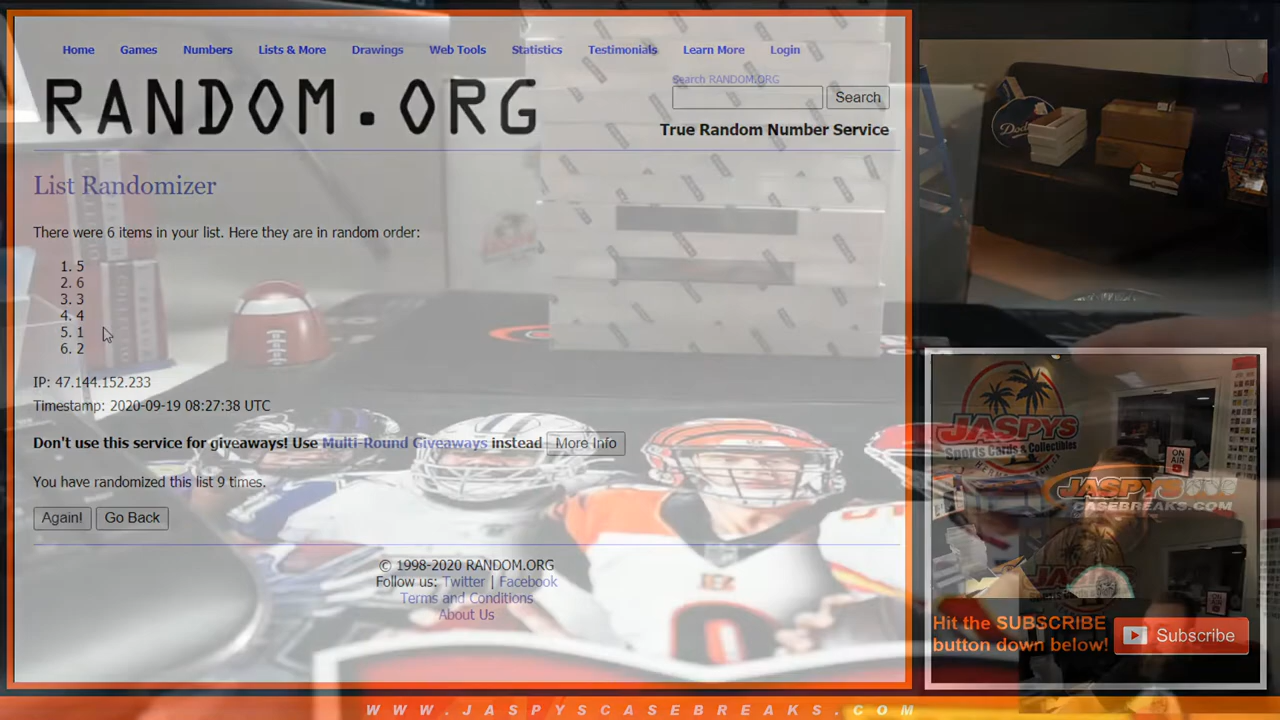 Home Games Numbers Lists & More Drawings Web Tools Statistics Testimonials Learn More Login
RANDOM.ORG
Search RANDOM.ORG
Search
True Random Number Service
List Randomizer
There were 6 items in your list. Here they are in random order:
1. 5
2. 6
3. 3
4. 4
5. 1
6. 2
IP: 47.144.152.233
Timestamp: 2020-09-19 08:27:38 UTC
Don't use this service for giveaways! Use Multi-Round Giveaways instead More Info
You have randomized this list 9 times.
Again! Go Back
© 1998-2020 RANDOM.ORG
Follow us: Twitter | Facebook
Terms and Conditions
About Us
JASPYS
Sports Cards & Collectibles
ON AIR
JASPYS
CASEBREAKS.COM
Hit the SUBSCRIBE
button down below!
Subscribe
WWW.JASPYSCASEBREAKS.COM